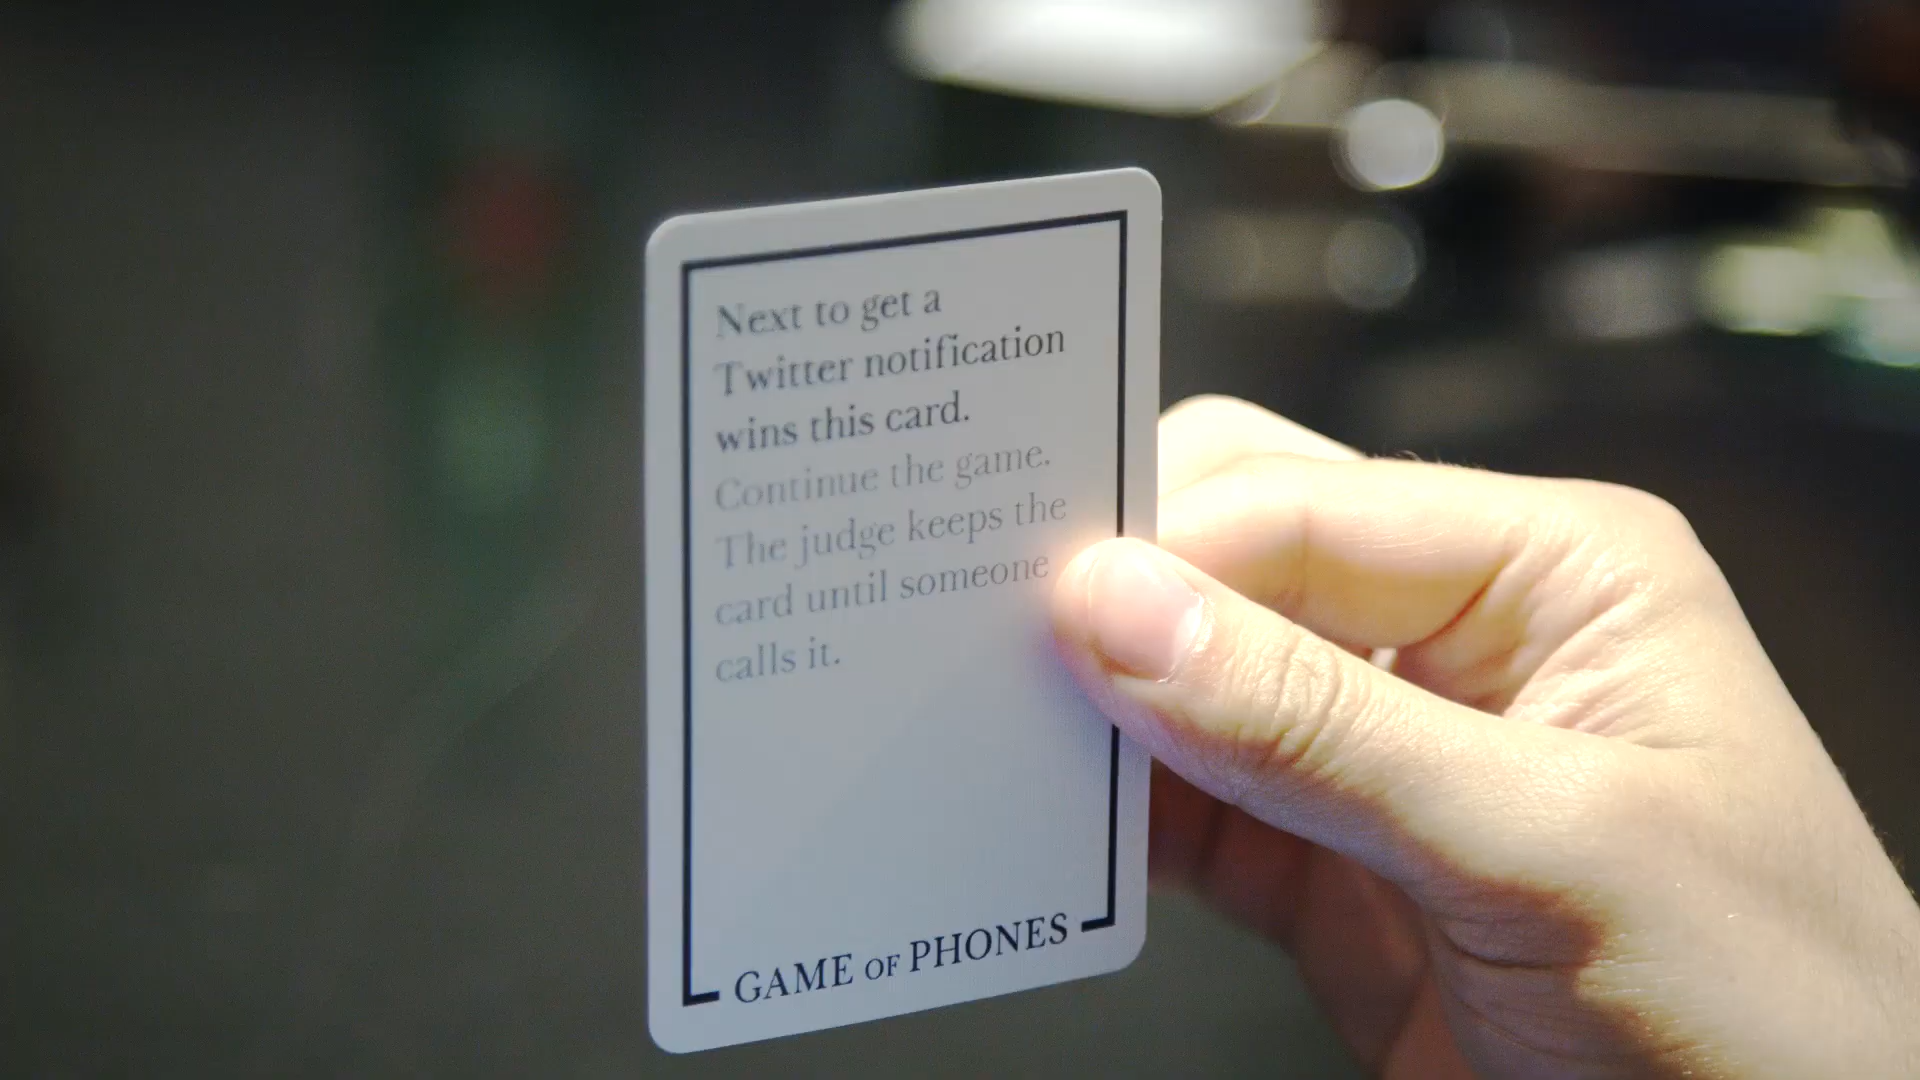 Next to get a
Twitter notification
wins this card.
Continue the game.
The judge keeps the
card until someone
calls it.
GAME OF PHONES